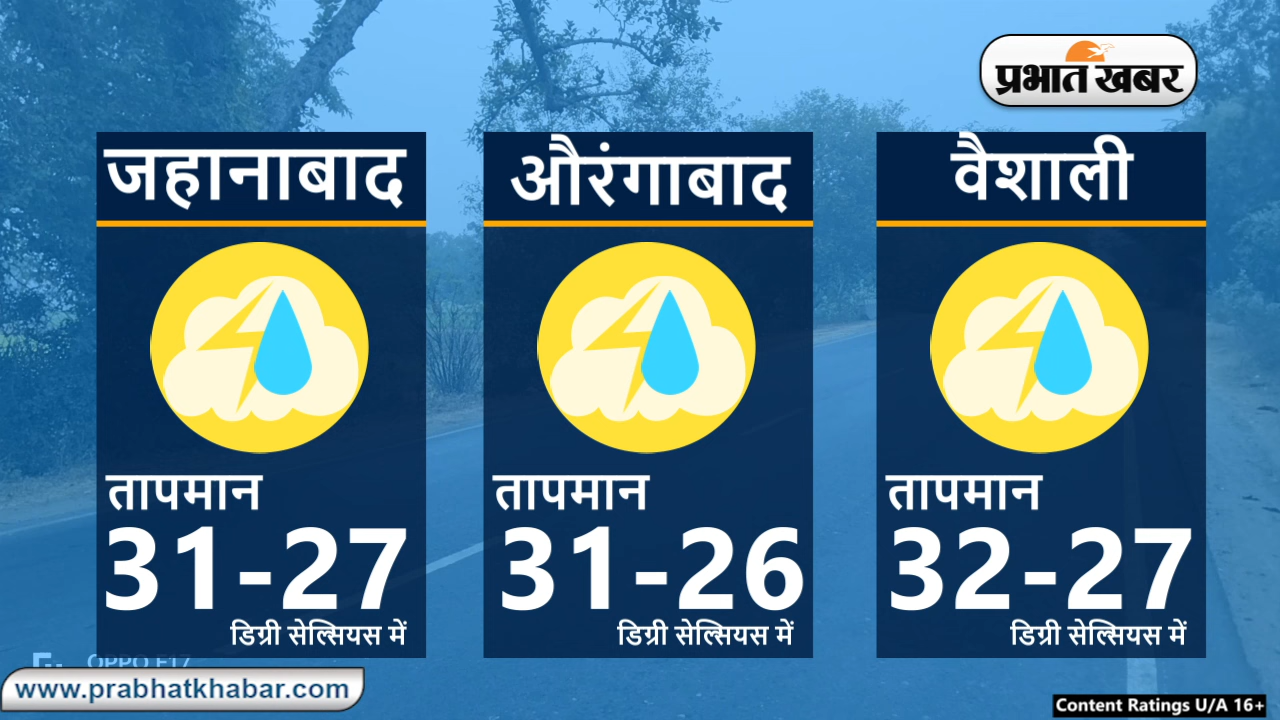 प्रभात खबर
जहानाबाद
तापमान
31-27
डिग्री सेल्सियस में
औरंगाबाद
तापमान
31-26
डिग्री सेल्सियस में
वैशाली
तापमान
32-27
डिग्री सेल्सियस में
OPPO F17
www.prabhatkhabar.com
Content Ratings U/A 16+